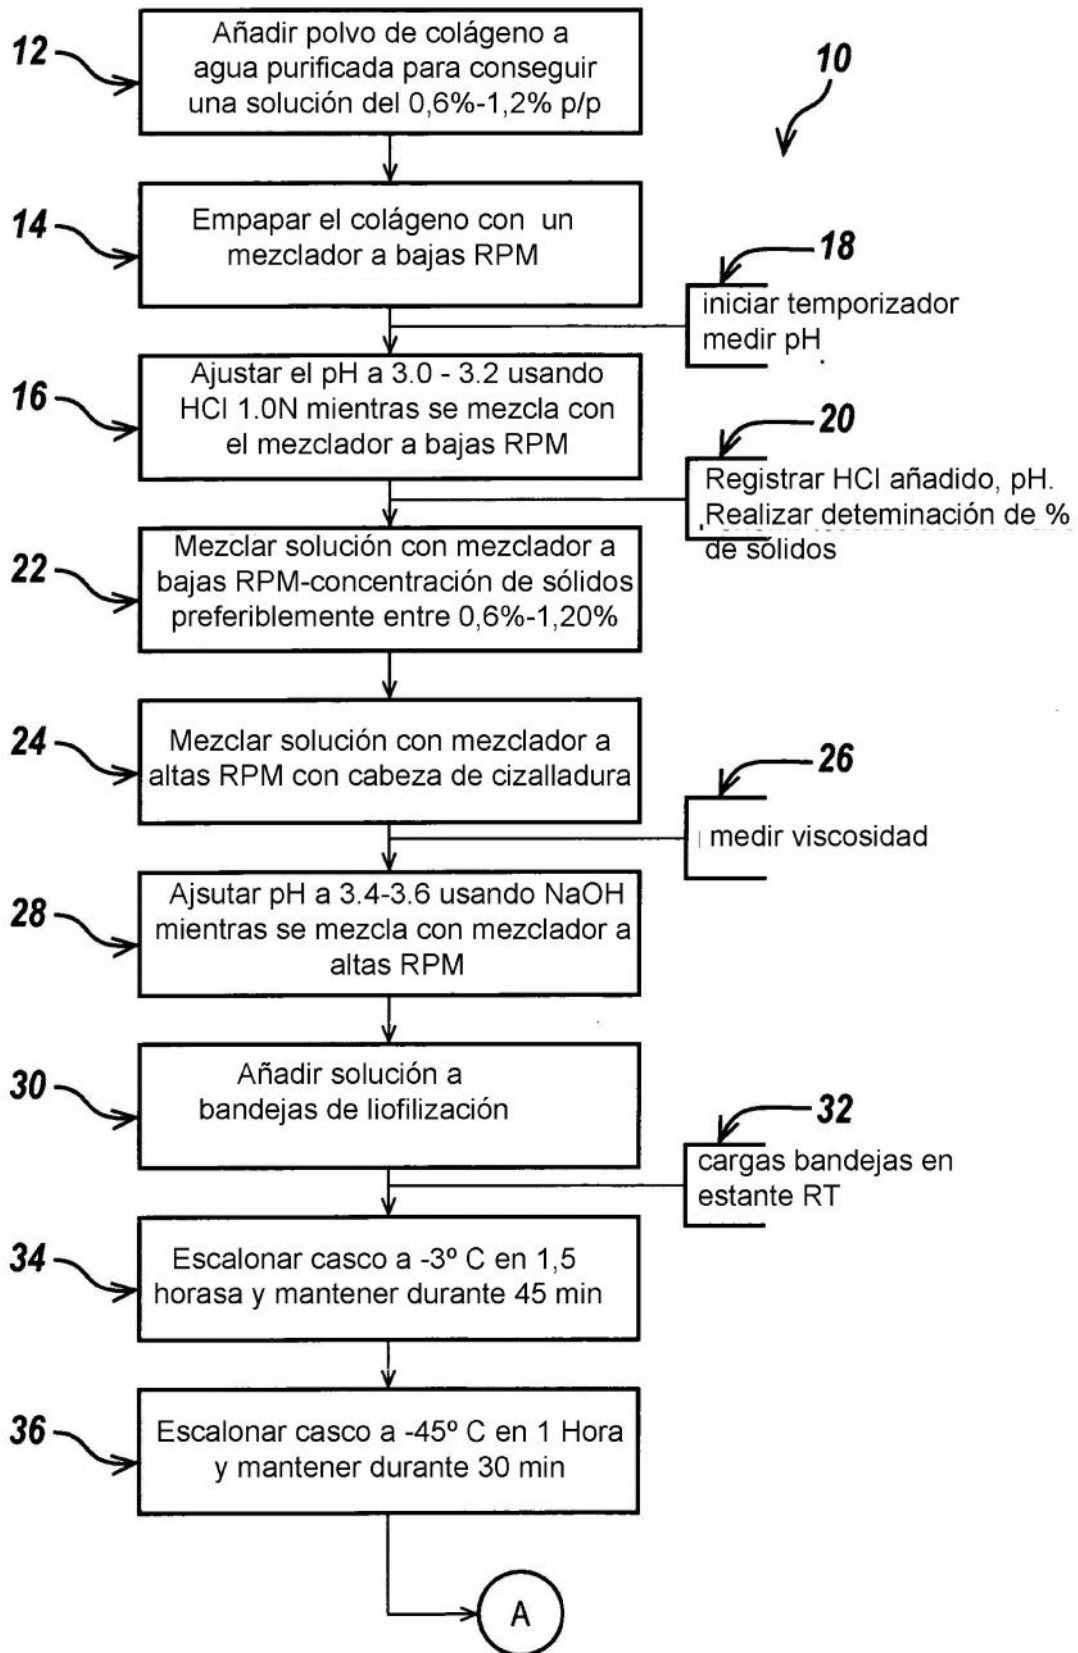 12
Añadir polvo de colágeno a
agua purificada para conseguir
una solución del 0,6%-1,2% p/p
10
14
Empapar el colágeno con un
mezclador a bajas RPM
18
iniciar temporizador
medir pH
16
Ajustar el pH a 3.0 - 3.2 usando
HCl 1.0N mientras se mezcla con
el mezclador a bajas RPM
20
Registrar HCl añadido, pH.
Realizar deteminación de %
de sólidos
22
Mezclar solución con mezclador a
bajas RPM-concentración de sólidos
preferiblemente entre 0,6%-1,20%
24
Mezclar solución con mezclador a
altas RPM con cabeza de cizalladura
26
medir viscosidad
28
Ajsutar pH a 3.4-3.6 usando NaOH
mientras se mezcla con mezclador a
altas RPM
30
Añadir solución a
bandejas de liofilización
32
cargas bandejas en
estante RT
34
Escalonar casco a -3º C en 1,5
horasa y mantener durante 45 min
36
Escalonar casco a -45º C en 1 Hora
y mantener durante 30 min
A